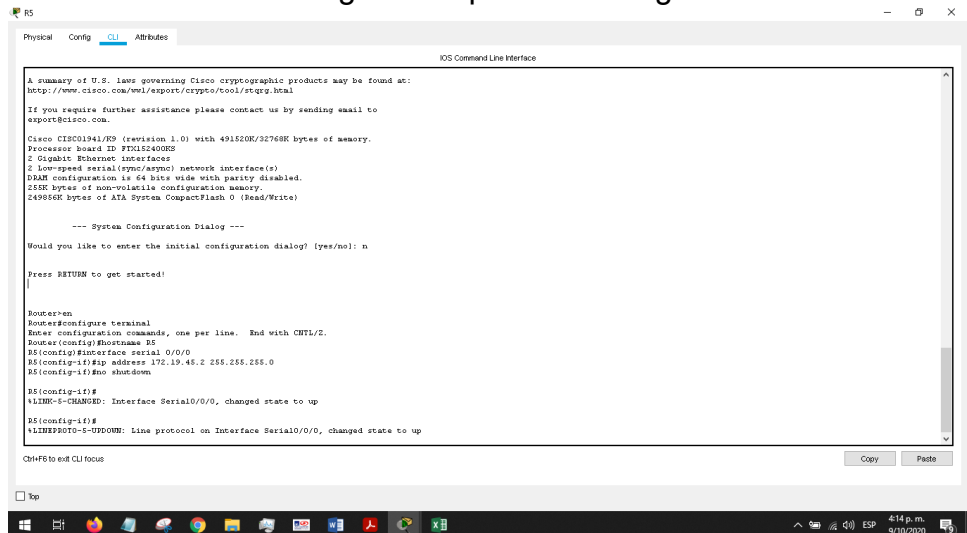 R5
Physical Config CLI Attributes
IOS Command Line Interface
A summary of U.S. laws governing Cisco cryptographic products may be found at:
http://www.cisco.com/wwl/export/crypto/tool/stqrg.html
If you require further assistance please contact us by sending email to
export@cisco.com.
Cisco CISCO1941/K9 (revision 1.0) with 491520K/32768K bytes of memory.
Processor board ID FTX152400KS
2 Gigabit Ethernet interfaces
2 Low-speed serial(sync/async) network interface(s)
DRAM configuration is 64 bits wide with parity disabled.
255K bytes of non-volatile configuration memory.
249856K bytes of ATA System CompactFlash 0 (Read/Write)
--- System Configuration Dialog ---
Would you like to enter the initial configuration dialog? [yes/no]: n
Press RETURN to get started!
Router>en
Router#configure terminal
Enter configuration commands, one per line. End with CNTL/Z.
Router(config)#hostname R5
R5(config)#interface serial 0/0/0
R5(config-if)#ip address 172.19.45.2 255.255.255.0
R5(config-if)#no shutdown
R5(config-if)#
%LINK-5-CHANGED: Interface Serial0/0/0, changed state to up
R5(config-if)#
%LINEPROTO-5-UPDOWN: Line protocol on Interface Serial0/0/0, changed state to up
Ctrl+F6 to exit CLI focus
Copy Paste
Top
ESP
4:14 p. m.
9/10/2020